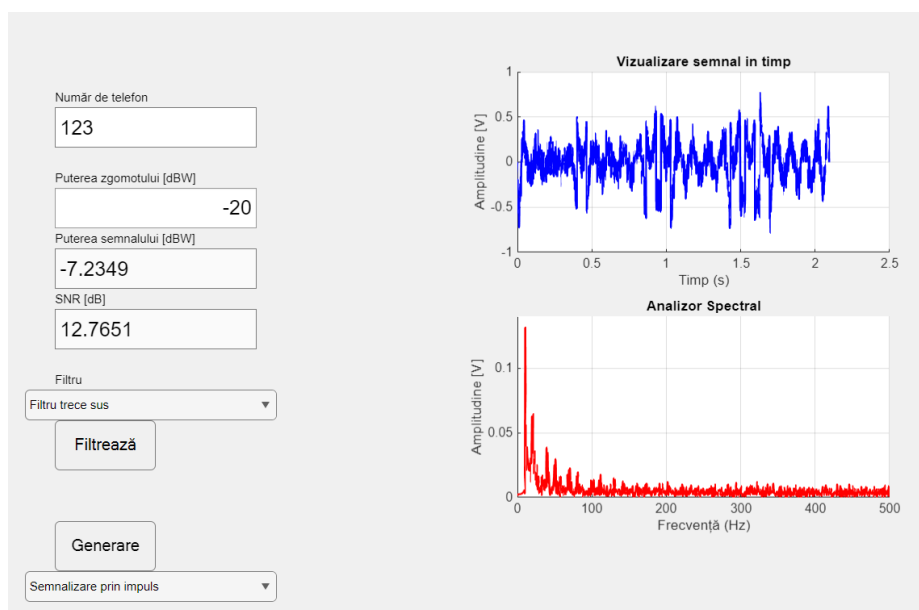 Număr de telefon
123
Puterea zgomotului [dBW]
-20
Puterea semnalului [dBW]
-7.2349
SNR [dB]
12.7651
Filtru
Filtru trece sus
Filtrează
Generare
Semnalizare prin impuls
Vizualizare semnal in timp
Amplitudine [V]
1
0.5
0
-0.5
-1
0 0.5 1 1.5 2 2.5
Timp (s)
Analizor Spectral
Amplitudine [V]
0.1
0.05
0
0 100 200 300 400 500
Frecvență (Hz)